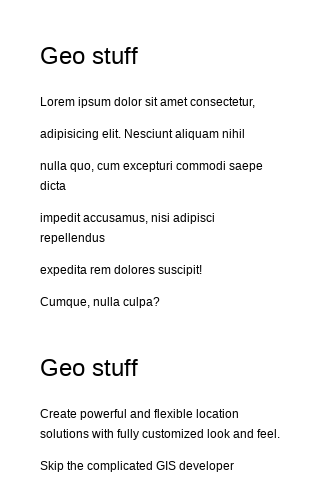 Geo stuff
Lorem ipsum dolor sit amet consectetur,
adipisicing elit. Nesciunt aliquam nihil
nulla quo, cum excepturi commodi saepe
dicta
impedit accusamus, nisi adipisci
repellendus
expedita rem dolores suscipit!
Cumque, nulla culpa?
Geo stuff
Create powerful and flexible location
solutions with fully customized look and feel.
Skip the complicated GIS developer